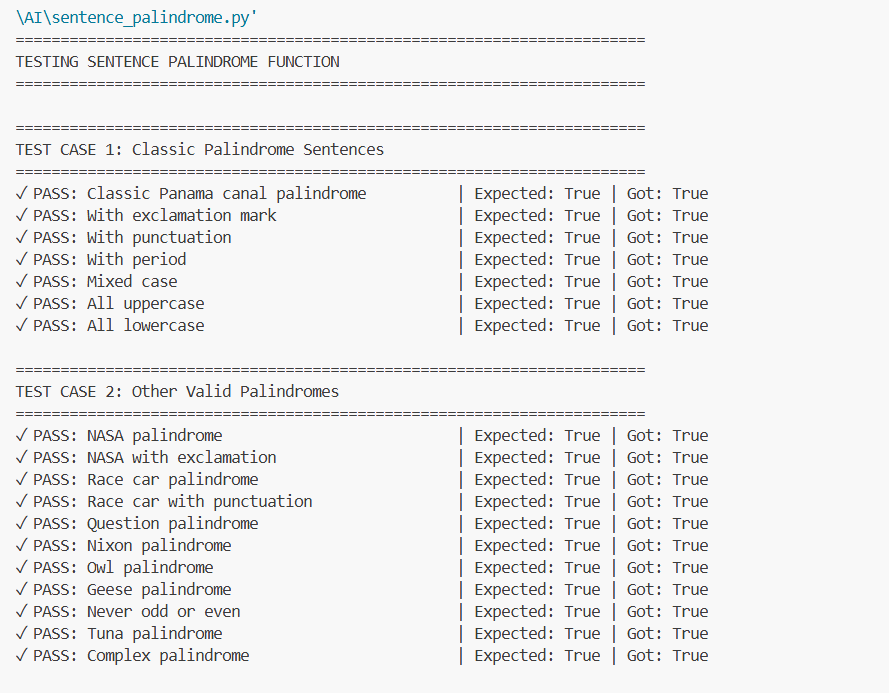 \AI\sentence_palindrome.py'
======================================================================
TESTING SENTENCE PALINDROME FUNCTION
======================================================================
======================================================================
TEST CASE 1: Classic Palindrome Sentences
======================================================================
✓ PASS: Classic Panama canal palindrome | Expected: True | Got: True
✓ PASS: With exclamation mark | Expected: True | Got: True
✓ PASS: With punctuation | Expected: True | Got: True
✓ PASS: With period | Expected: True | Got: True
✓ PASS: Mixed case | Expected: True | Got: True
✓ PASS: All uppercase | Expected: True | Got: True
✓ PASS: All lowercase | Expected: True | Got: True
======================================================================
TEST CASE 2: Other Valid Palindromes
======================================================================
✓ PASS: NASA palindrome | Expected: True | Got: True
✓ PASS: NASA with exclamation | Expected: True | Got: True
✓ PASS: Race car palindrome | Expected: True | Got: True
✓ PASS: Race car with punctuation | Expected: True | Got: True
✓ PASS: Question palindrome | Expected: True | Got: True
✓ PASS: Nixon palindrome | Expected: True | Got: True
✓ PASS: Owl palindrome | Expected: True | Got: True
✓ PASS: Geese palindrome | Expected: True | Got: True
✓ PASS: Never odd or even | Expected: True | Got: True
✓ PASS: Tuna palindrome | Expected: True | Got: True
✓ PASS: Complex palindrome | Expected: True | Got: True